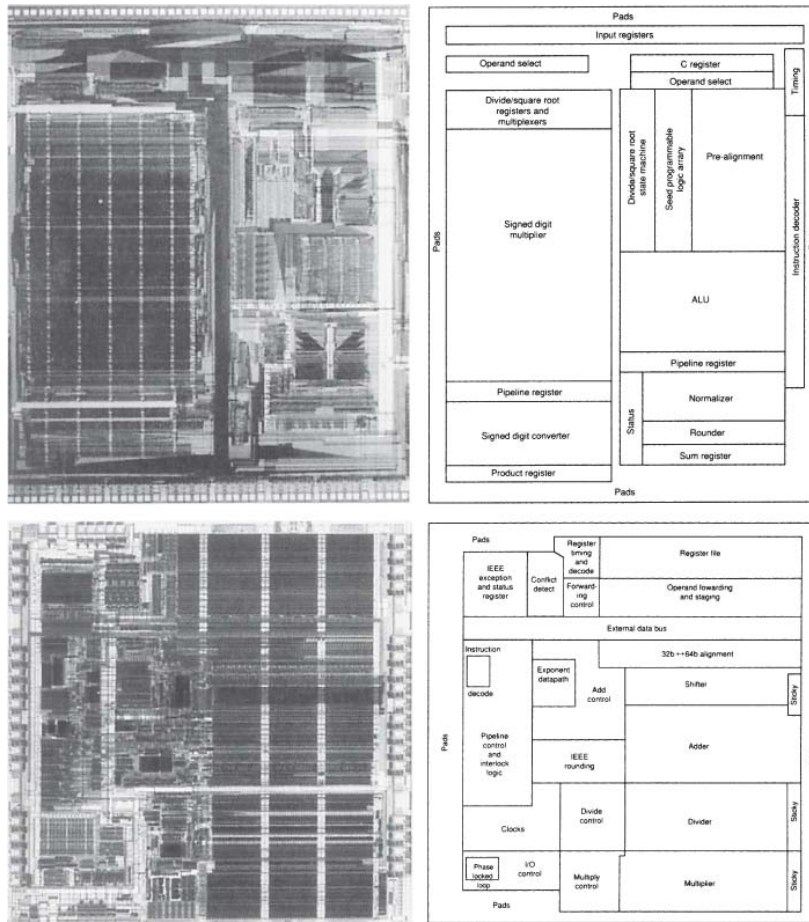 Pads
Input registers
Operand select
C register
Operand select
Timing
Divide/square root
registers and
multiplexers
Divide/square root
state machine
Seed programmable
logic arrary
Pre-alignment
Pads
Signed digit
multiplier
Instruction decoder
ALU
Pipeline register
Pipeline register
Status
Normalizer
Signed digit converter
Rounder
Sum register
Product register
Pads
Pads
IEEE
exception
and status
register
Conflict
detect
Register
timing
and
decode
Register file
Forward-
ing
control
Operand fowarding
and staging
External data bus
Instruction
decode
32b ↔64b alignment
Exponent
datapath
Add
control
Shifter
Sticky
Pads
Pipeline
control
and
interlock
logic
Adder
IEEE
rounding
Clocks
Divide
control
Divider
Sticky
Phase
locked
loop
I/O
control
Multiply
control
Multiplier
Sticky
Pads